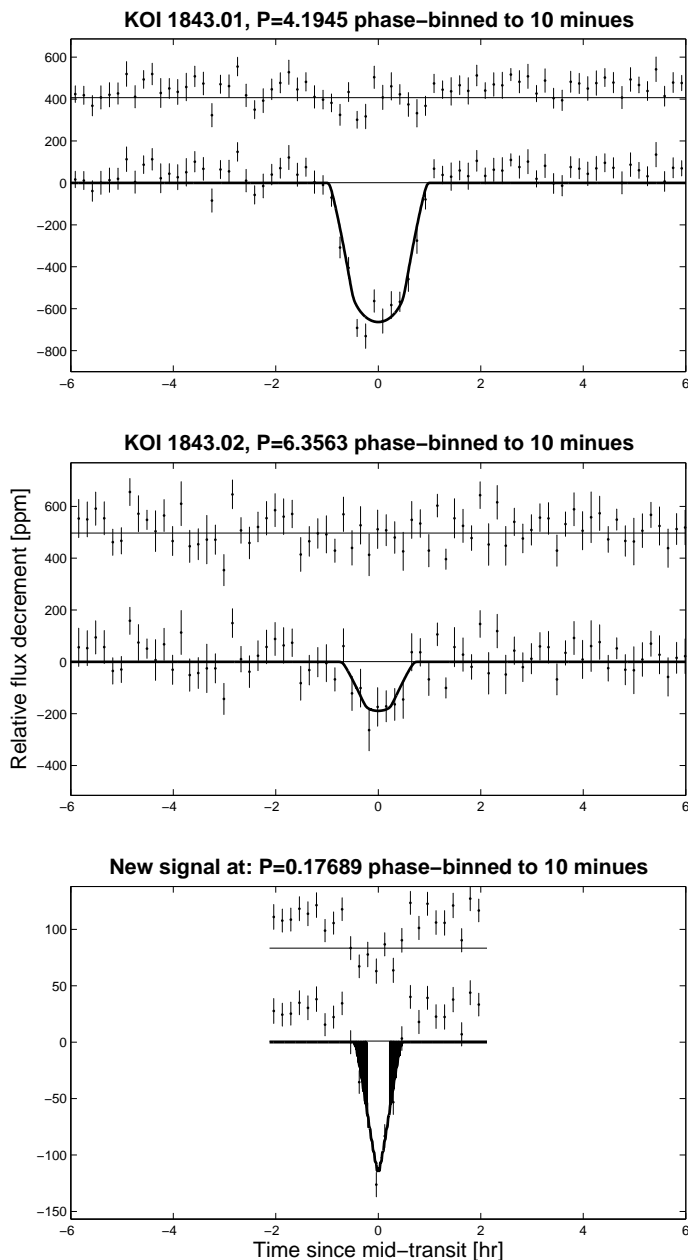 KOI 1843.01, P=4.1945 phase−binned to 10 minues
600
400
200
0
−200
−400
−600
−800
−6 −4 −2 0 2 4 6
KOI 1843.02, P=6.3563 phase−binned to 10 minues
600
400
200
0
−200
−400
−6 −4 −2 0 2 4 6
Relative flux decrement [ppm]
New signal at: P=0.17689 phase−binned to 10 minues
100
50
0
−50
−100
−150
−6 −4 −2 0 2 4 6
Time since mid−transit [hr]